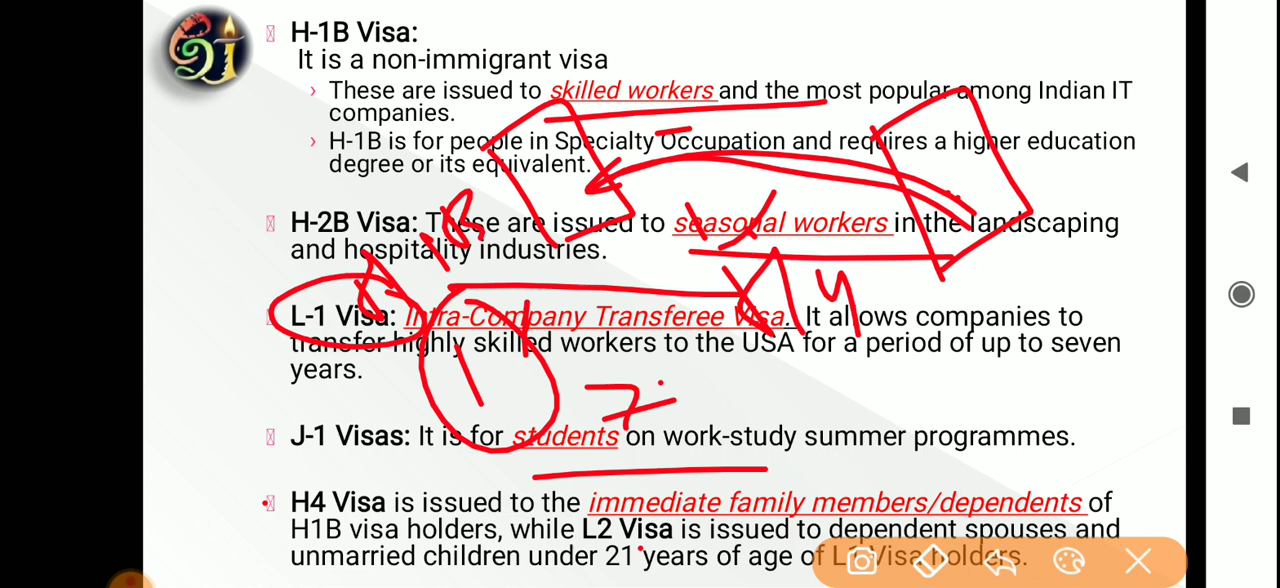 H-1B Visa:
It is a non-immigrant visa
› These are issued to skilled workers and the most popular among Indian IT
companies.
› H-1B is for people in Specialty Occupation and requires a higher education
degree or its equivalent.
H-2B Visa: These are issued to seasonal workers in the landscaping
and hospitality industries.
L-1 Visa: Intra-Company Transferee Visa. It allows companies to
transfer highly skilled workers to the USA for a period of up to seven
years.
J-1 Visas: It is for students on work-study summer programmes.
H4 Visa is issued to the immediate family members/dependents of
H1B visa holders, while L2 Visa is issued to dependent spouses and
unmarried children under 21 years of age of L1 Visa holders.